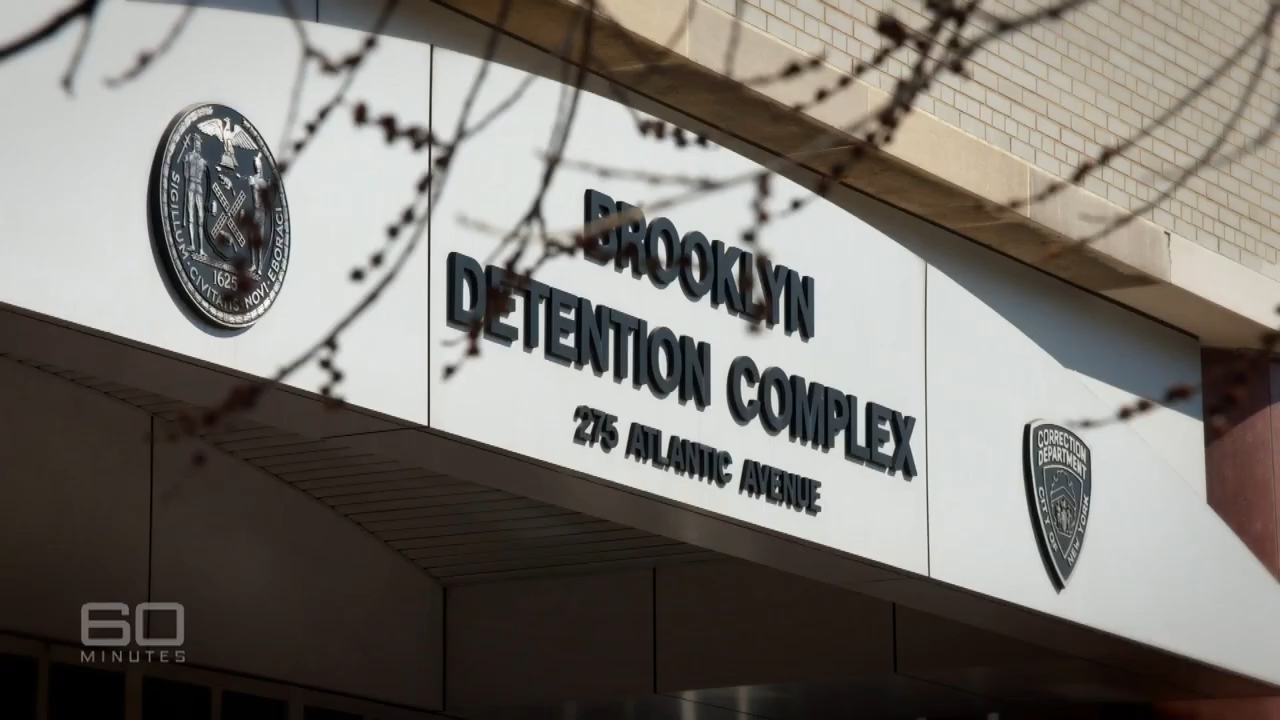 SIGILLUM · CIVITATIS NOVI EBORACI
1625
BROOKLYN
DETENTION COMPLEX
275 ATLANTIC AVENUE
CORRECTION
DEPARTMENT
CITY OF NEW YORK
60
MINUTES